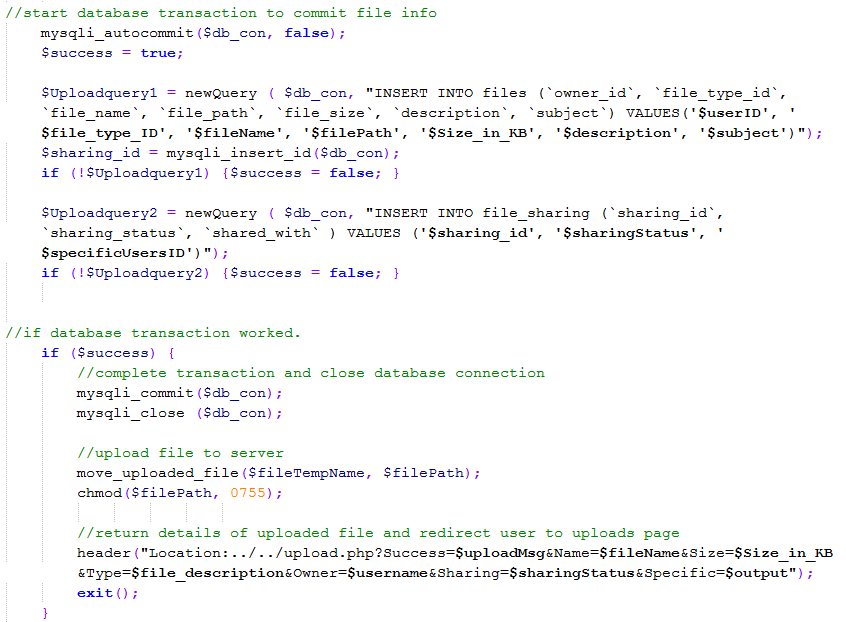 //start database transaction to commit file info
mysqli_autocommit($db_con, false);
$success = true;
$Uploadquery1 = newQuery ( $db_con, "INSERT INTO files (`owner_id`, `file_type_id`,
`file_name`, `file_path`, `file_size`, `description`, `subject`) VALUES('$userID', '
$file_type_ID', '$fileName', '$filePath', '$Size_in_KB', '$description', '$subject')");
$sharing_id = mysqli_insert_id($db_con);
if (!$Uploadquery1) {$success = false; }
$Uploadquery2 = newQuery ( $db_con, "INSERT INTO file_sharing (`sharing_id`,
`sharing_status`, `shared_with` ) VALUES ('$sharing_id', '$sharingStatus', '
$specificUsersID')");
if (!$Uploadquery2) {$success = false; }
//if database transaction worked.
if ($success) {
//complete transaction and close database connection
mysqli_commit($db_con);
mysqli_close ($db_con);
//upload file to server
move_uploaded_file($fileTempName, $filePath);
chmod($filePath, 0755);
//return details of uploaded file and redirect user to uploads page
header("Location:../../upload.php?Success=$uploadMsg&Name=$fileName&Size=$Size_in_KB
&Type=$file_description&Owner=$username&Sharing=$sharingStatus&Specific=$output");
exit();
}